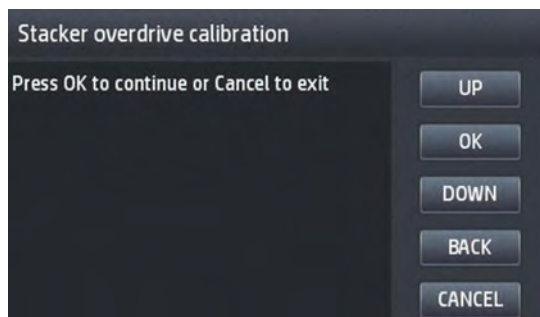 Stacker overdrive calibration
Press OK to continue or Cancel to exit
UP
OK
DOWN
BACK
CANCEL